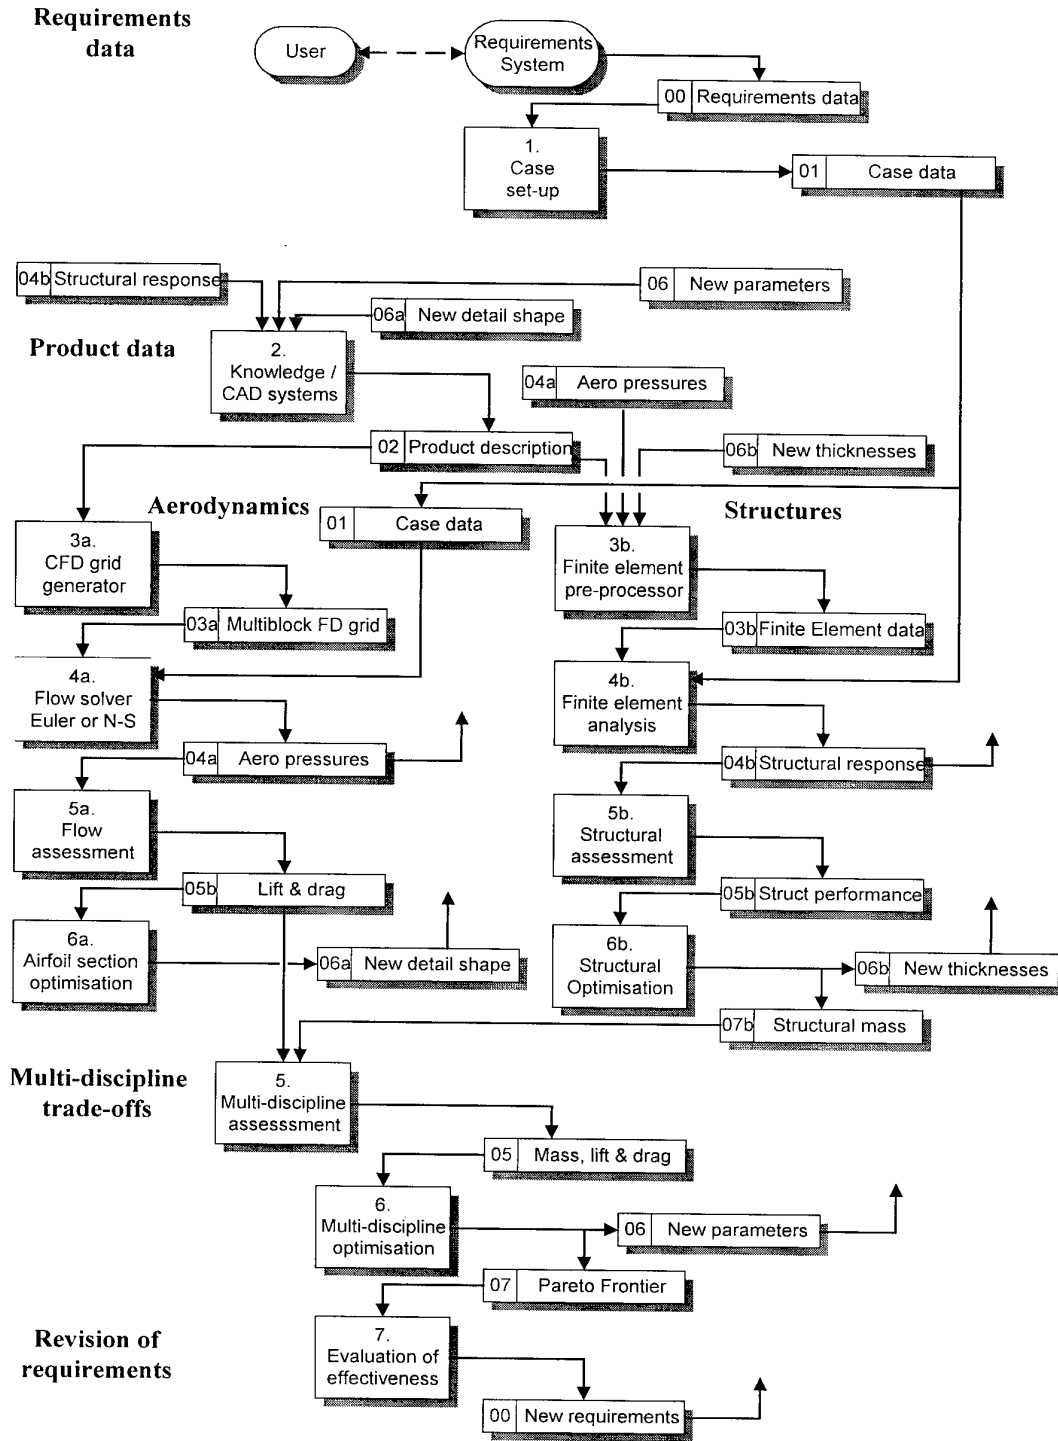 Requirements
data
User
Requirements
System
00 Requirements data
1.
Case
set-up
01 Case data
04b Structural response
06 New parameters
06a New detail shape
Product data
2.
Knowledge /
CAD systems
04a Aero pressures
02 Product description
06b New thicknesses
Aerodynamics
Structures
01 Case data
3a.
CFD grid
generator
3b.
Finite element
pre-processor
03a Multiblock FD grid
03b Finite Element data
4a.
Flow solver
Euler or N-S
4b.
Finite element
analysis
04a Aero pressures
04b Structural response
5a.
Flow
assessment
5b.
Structural
assessment
05b Lift & drag
05b Struct performance
6a.
Airfoil section
optimisation
06a New detail shape
6b.
Structural
Optimisation
06b New thicknesses
07b Structural mass
Multi-discipline
trade-offs
5.
Multi-discipline
assesssment
05 Mass, lift & drag
6.
Multi-discipline
optimisation
06 New parameters
07 Pareto Frontier
Revision of
requirements
7.
Evaluation of
effectiveness
00 New requirements